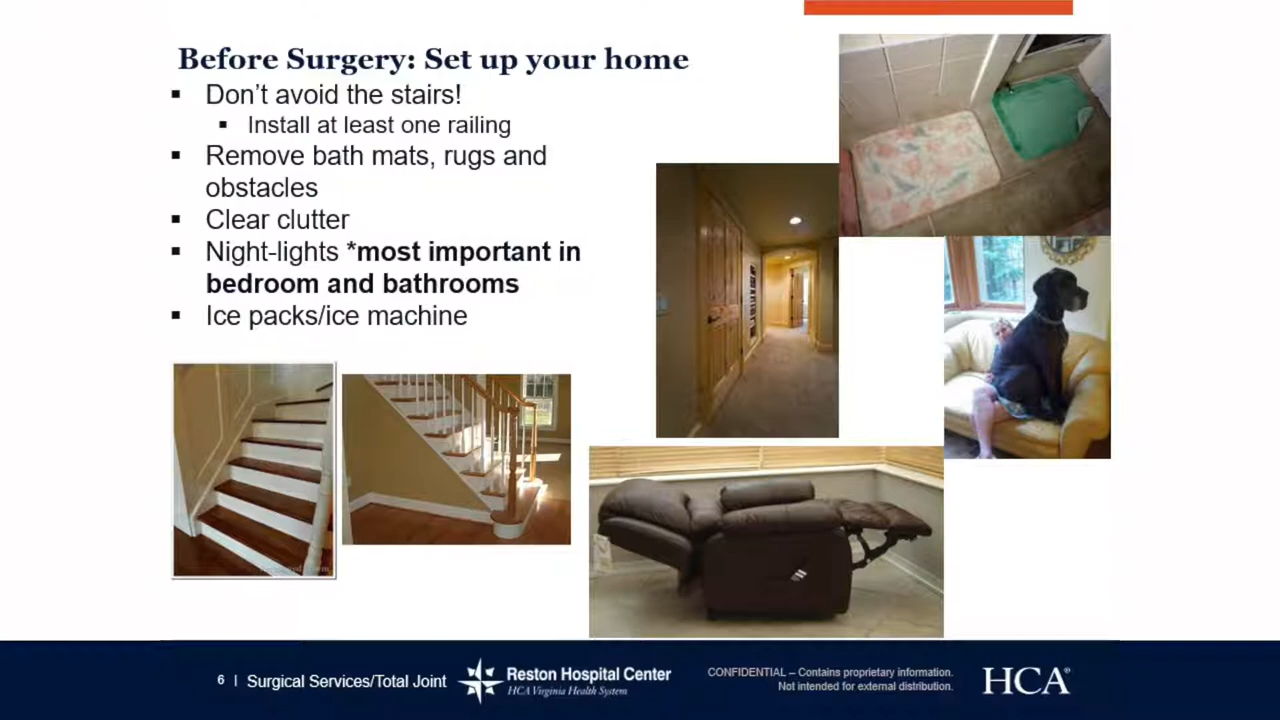 Before Surgery: Set up your home
▪ Don't avoid the stairs!
▪ Install at least one railing
▪ Remove bath mats, rugs and
obstacles
▪ Clear clutter
▪ Night-lights *most important in
bedroom and bathrooms
▪ Ice packs/ice machine
6 | Surgical Services/Total Joint
Reston Hospital Center
HCA Virginia Health System
CONFIDENTIAL – Contains proprietary information.
Not intended for external distribution.
HCA®